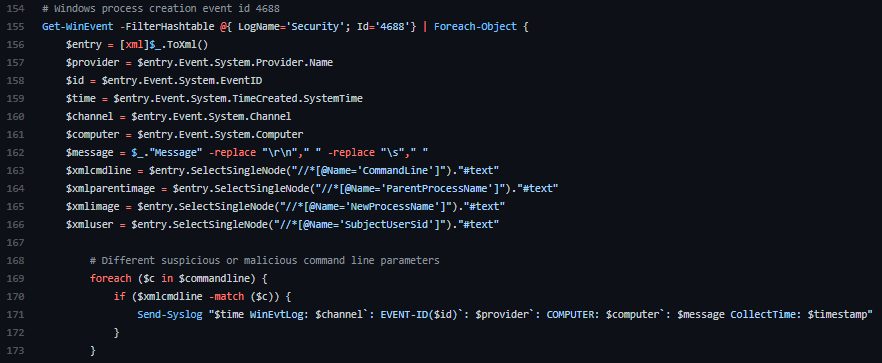 154 # Windows process creation event id 4688
155 Get-WinEvent -FilterHashtable @{ LogName='Security'; Id='4688'} | Foreach-Object {
156     $entry = [xml]$_.ToXml()
157     $provider = $entry.Event.System.Provider.Name
158     $id = $entry.Event.System.EventID
159     $time = $entry.Event.System.TimeCreated.SystemTime
160     $channel = $entry.Event.System.Channel
161     $computer = $entry.Event.System.Computer
162     $message = $_."Message" -replace "\r\n"," " -replace "\s"," "
163     $xmlcmdline = $entry.SelectSingleNode("//*[@Name='CommandLine']")."#text"
164     $xmlparentimage = $entry.SelectSingleNode("//*[@Name='ParentProcessName']")."#text"
165     $xmlimage = $entry.SelectSingleNode("//*[@Name='NewProcessName']")."#text"
166     $xmluser = $entry.SelectSingleNode("//*[@Name='SubjectUserSid']")."#text"
167
168         # Different suspicious or malicious command line parameters
169         foreach ($c in $commandline) {
170             if ($xmlcmdline -match ($c)) {
171                 Send-Syslog "$time WinEvtLog: $channel`: EVENT-ID($id)`: $provider`: COMPUTER: $computer`: $message CollectTime: $timestamp"
172             }
173         }